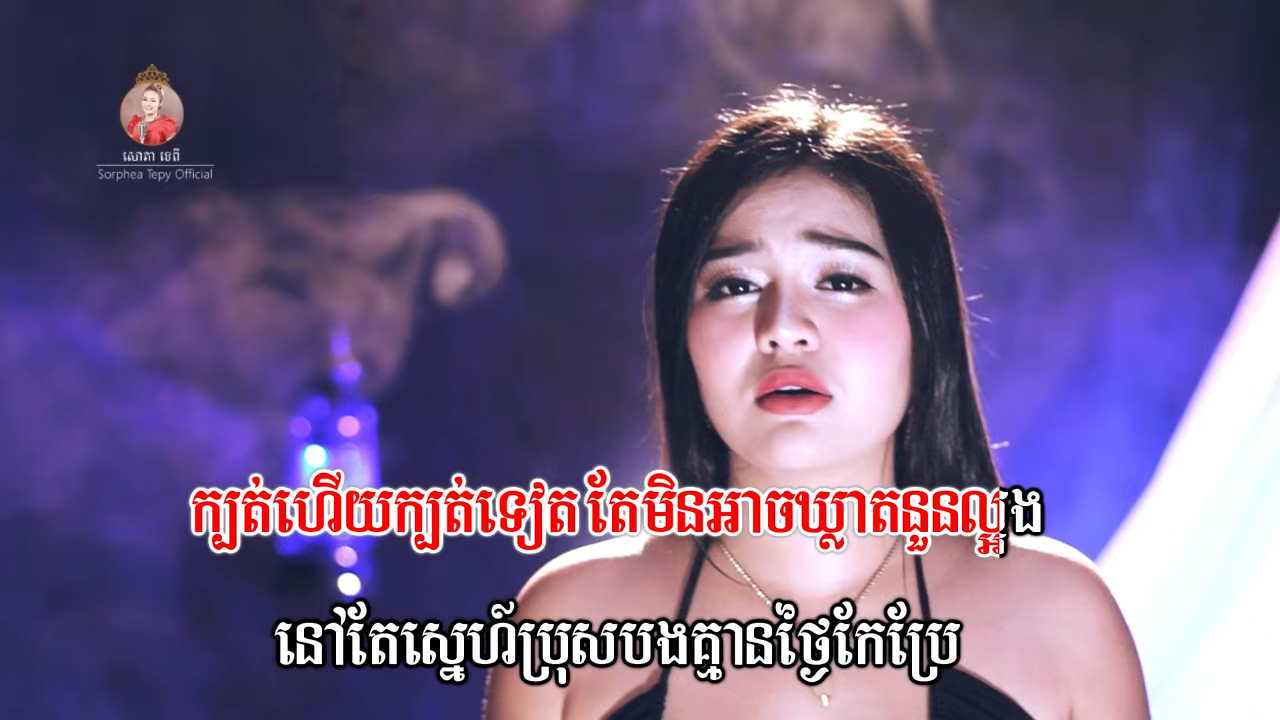 សោភា ទេពី
Sorphea Tepy Official
ក្បត់ហើយក្បត់ទៀត តែមិនអាចឃ្លាតនួនល្អង
នៅតែស្នេហ៍ប្រុសបងគ្មានថ្ងៃកែប្រែ